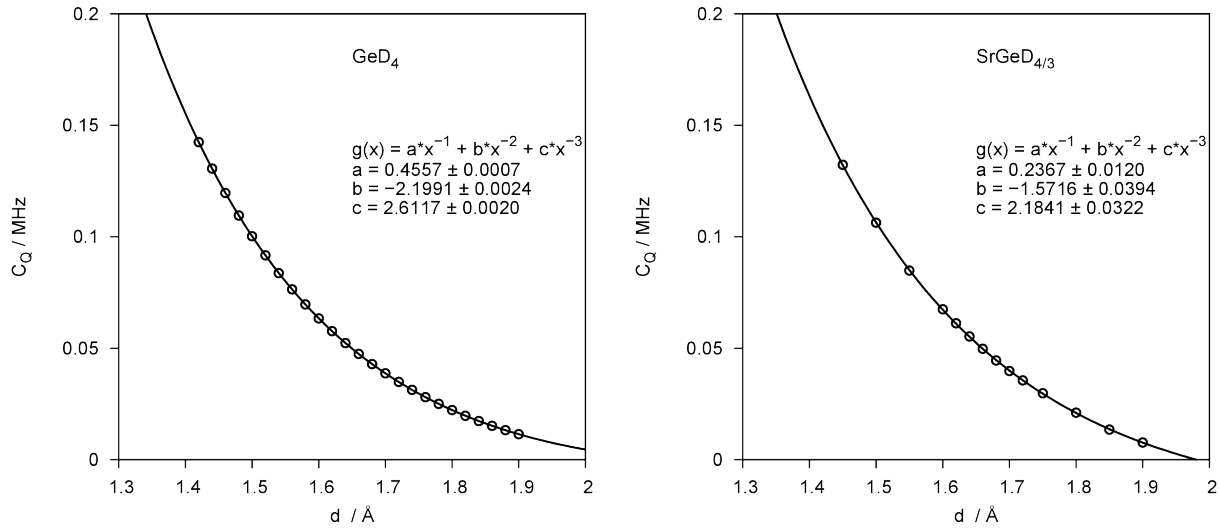 0.2
0.15
0.1
0.05
0
C_Q / MHz
GeD₄
g(x) = a*x⁻¹ + b*x⁻² + c*x⁻³
a = 0.4557 ± 0.0007
b = −2.1991 ± 0.0024
c = 2.6117 ± 0.0020
1.3 1.4 1.5 1.6 1.7 1.8 1.9 2
d / Å
0.2
0.15
0.1
0.05
0
C_Q / MHz
SrGeD₄/₃
g(x) = a*x⁻¹ + b*x⁻² + c*x⁻³
a = 0.2367 ± 0.0120
b = −1.5716 ± 0.0394
c = 2.1841 ± 0.0322
1.3 1.4 1.5 1.6 1.7 1.8 1.9 2
d / Å